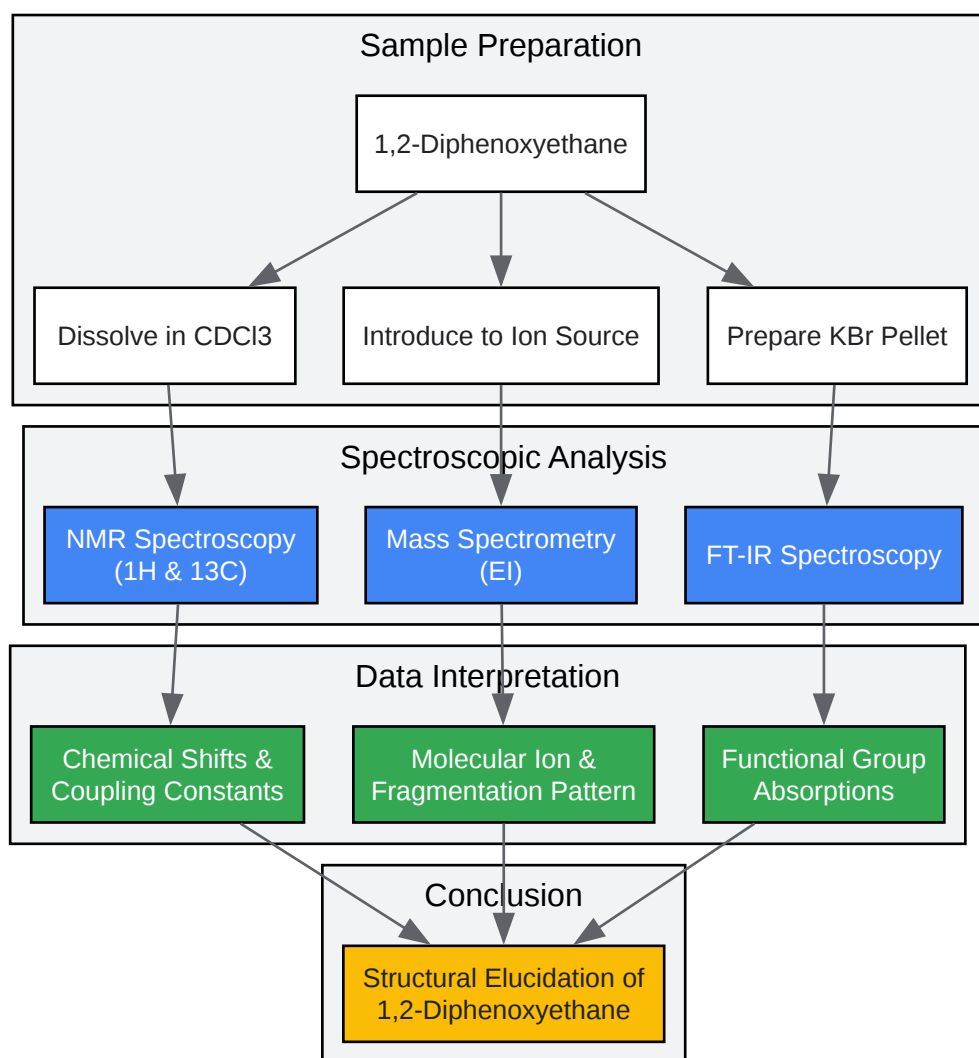 Sample Preparation
1,2-Diphenoxyethane
Dissolve in CDCl3
Introduce to Ion Source
Prepare KBr Pellet
Spectroscopic Analysis
NMR Spectroscopy
(1H & 13C)
Mass Spectrometry
(EI)
FT-IR Spectroscopy
Data Interpretation
Chemical Shifts &
Coupling Constants
Molecular Ion &
Fragmentation Pattern
Functional Group
Absorptions
Conclusion
Structural Elucidation of
1,2-Diphenoxyethane